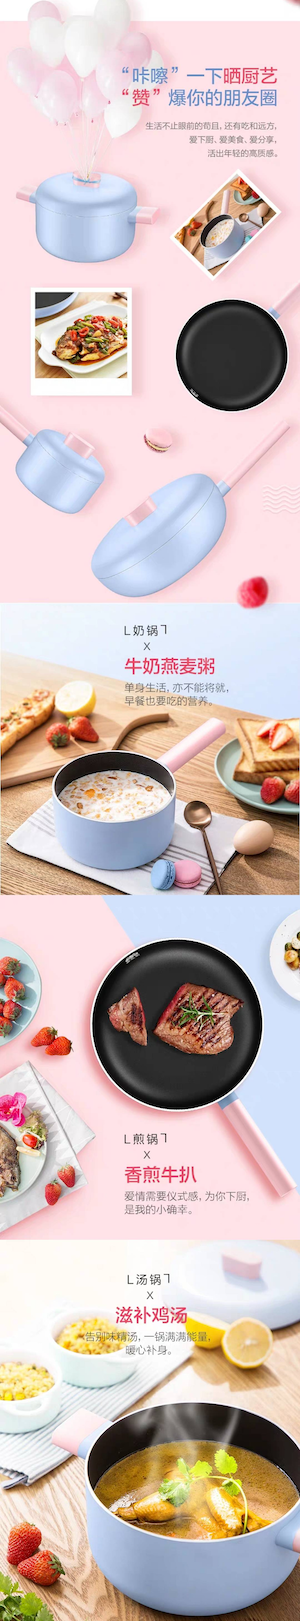 “咔嚓”一下晒厨艺
“赞”爆你的朋友圈
生活不止眼前的苟且，还有吃和远方，
爱下厨、爱美食、爱分享，
活出年轻的高质感。
L奶锅7
X
牛奶燕麦粥
单身生活，亦不能将就，
早餐也要吃的营养。
L煎锅7
X
香煎牛扒
爱情需要仪式感，为你下厨，
是我的小确幸。
L汤锅7
X
滋补鸡汤
告别味精汤，一锅满满能量，
暖心补身。